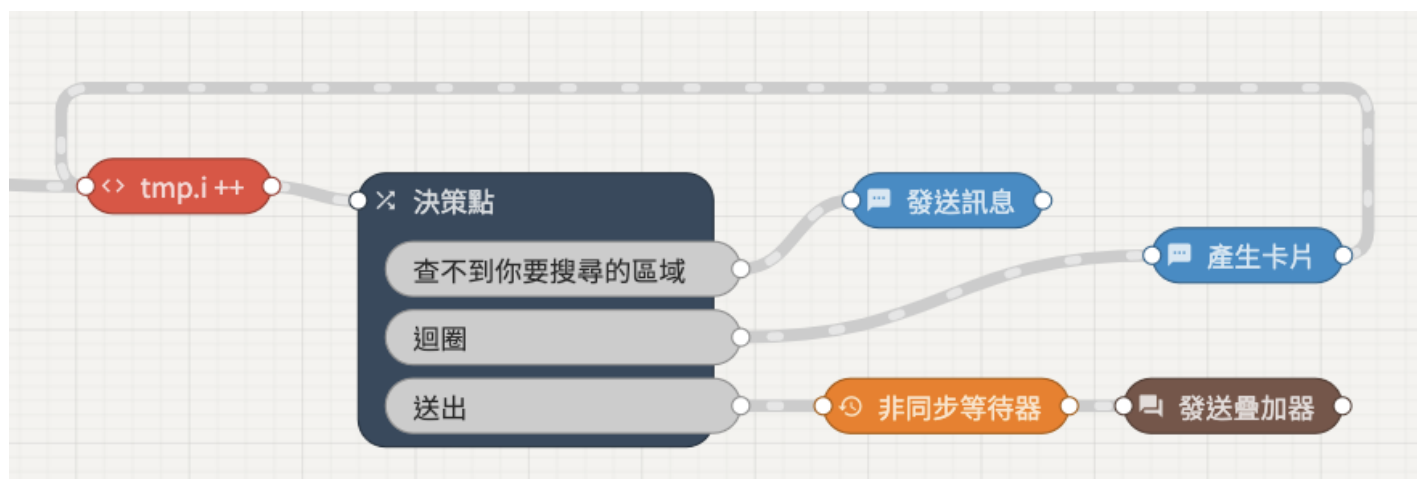 <> tmp.i ++
決策點
查不到你要搜尋的區域
迴圈
送出
發送訊息
產生卡片
非同步等待器
發送疊加器